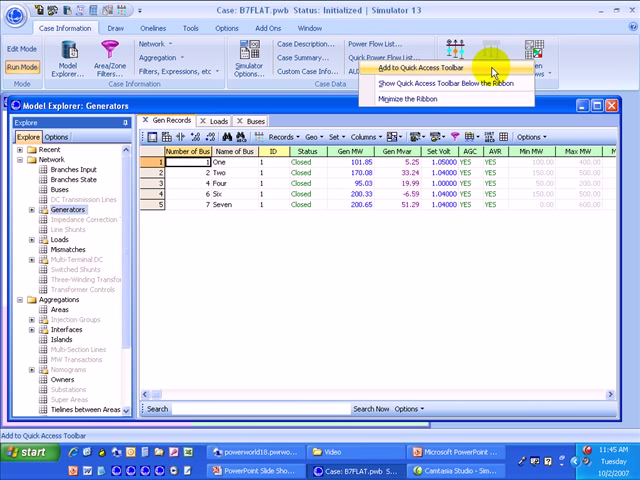 Case: B7FLAT.pwb Status: Initialized | Simulator 13
Case Information Draw Onelines Tools Options Add Ons Window
Edit Mode
Run Mode
Mode
Model Explorer...
Area/Zone Filters...
Network
Aggregation
Filters, Expressions, etc
Case Information
Simulator Options
Case Description...
Case Summary...
Custom Case Info...
Case Data
Power Flow List...
Quick Power Flow List...
Add to Quick Access Toolbar
Show Quick Access Toolbar Below the Ribbon
Minimize the Ribbon
Model Explorer: Generators
Explore
Explore Options
Recent
Network
Branches Input
Branches State
Buses
DC Transmission Lines
Generators
Impedance Correction
Line Shunts
Loads
Mismatches
Multi-Terminal DC
Switched Shunts
Three-Winding Transfo
Transformer Controls
Aggregations
Areas
Injection Groups
Interfaces
Islands
Multi-Section Lines
MW Transactions
Nomograms
Owners
Substations
Super Areas
Tielines between Areas
X Gen Records X Loads X Buses
Records Geo Set Columns Options
Number of Bus Name of Bus ID Status Gen MW Gen Mvar Set Volt AGC AVR Min MW Max MW
1 1 One 1 Closed 101.85 5.25 1.05000 YES YES 100.00 400.00
2 2 Two 1 Closed 170.08 33.24 1.04000 YES YES 150.00 500.00
3 4 Four 1 Closed 95.03 19.99 1.00000 YES YES 50.00 200.00
4 6 Six 1 Closed 200.33 -6.59 1.04000 YES YES 150.00 500.00
5 7 Seven 1 Closed 200.65 51.29 1.04000 YES YES 0.00 600.00
Search Search Now Options
Add to Quick Access Toolbar
start
powerworld18.pwrwo...
Video
Microsoft PowerPoint ...
PowerPoint Slide Sho...
Case: B7FLAT.pwb S...
Camtasia Studio - Sim...
11:45 AM
Tuesday
10/2/2007